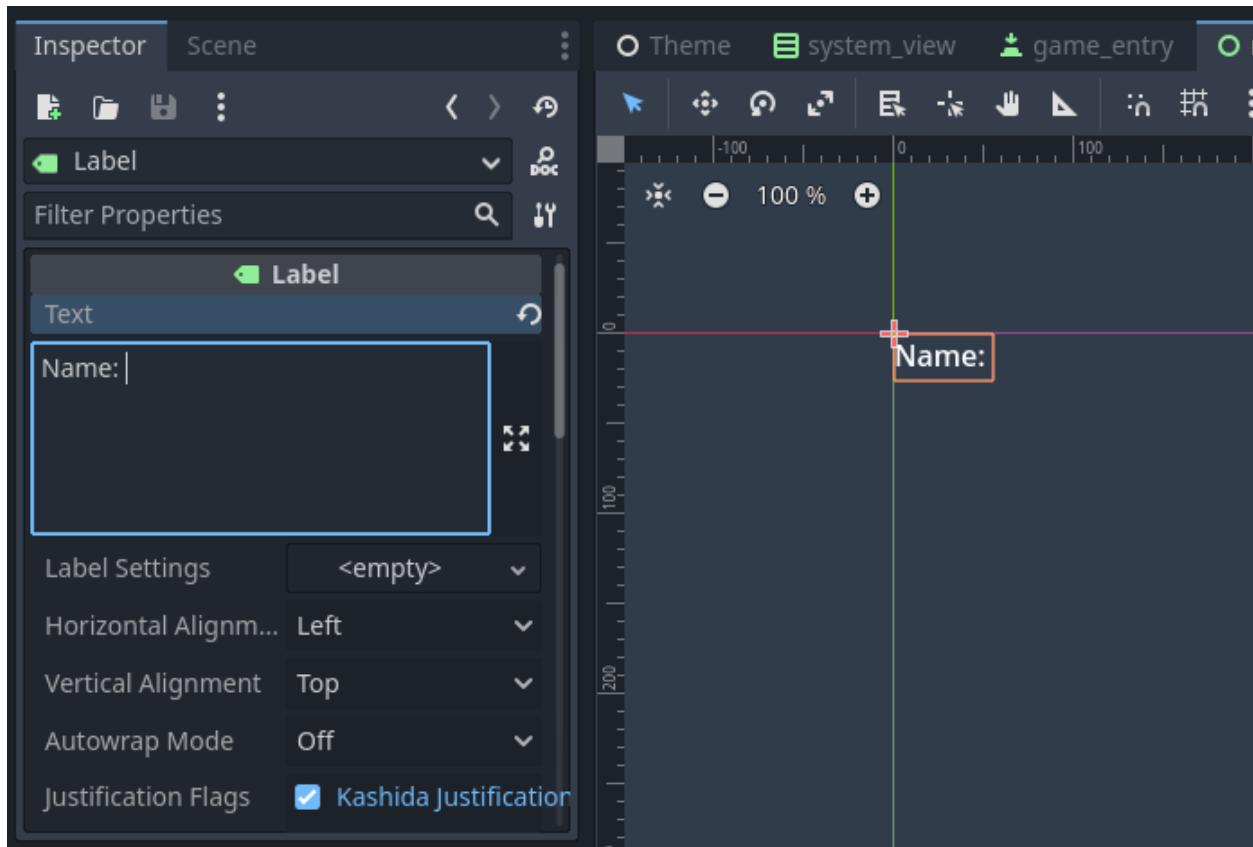 Inspector Scene
Theme system_view game_entry
Label DOC
Filter Properties
Label
Text
Name:
Label Settings <empty>
Horizontal Alignm... Left
Vertical Alignment Top
Autowrap Mode Off
Justification Flags Kashida Justification
-100 0 100
100 %
0
Name:
100
200